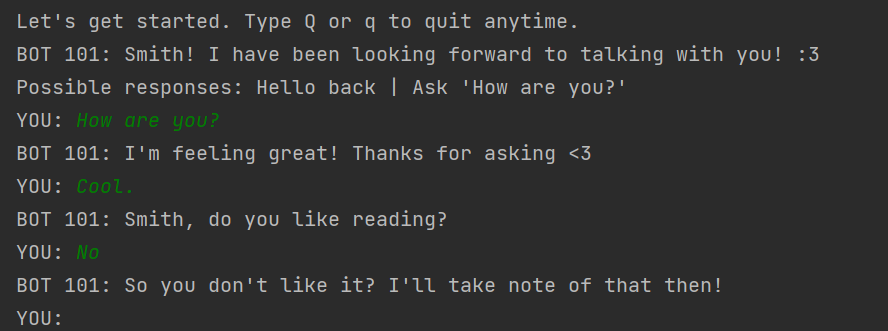 Let's get started. Type Q or q to quit anytime.
BOT 101: Smith! I have been looking forward to talking with you! :3
Possible responses: Hello back | Ask 'How are you?'
YOU: How are you?
BOT 101: I'm feeling great! Thanks for asking <3
YOU: Cool.
BOT 101: Smith, do you like reading?
YOU: No
BOT 101: So you don't like it? I'll take note of that then!
YOU: